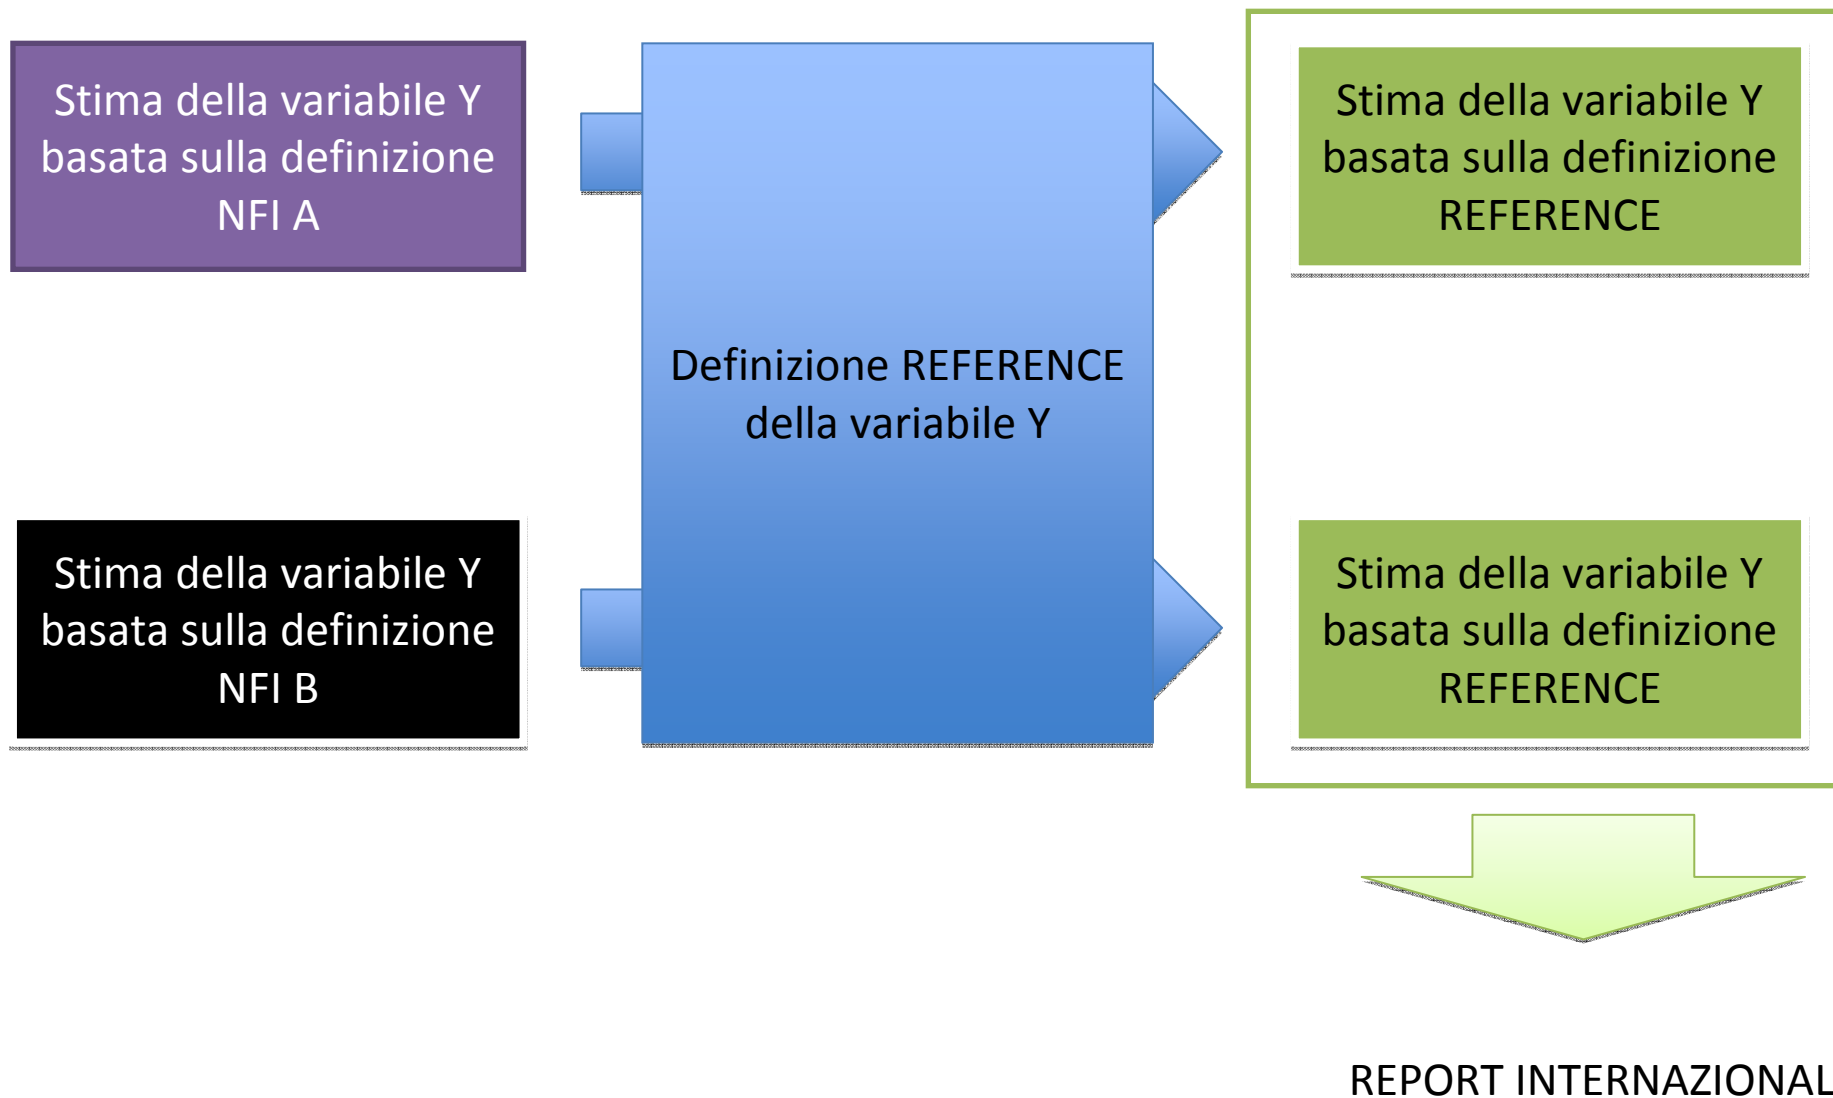 Stima della variabile Y
basata sulla definizione
NFI A
Definizione REFERENCE
della variabile Y
Stima della variabile Y
basata sulla definizione
REFERENCE
Stima della variabile Y
basata sulla definizione
NFI B
Stima della variabile Y
basata sulla definizione
REFERENCE
REPORT INTERNAZIONAL